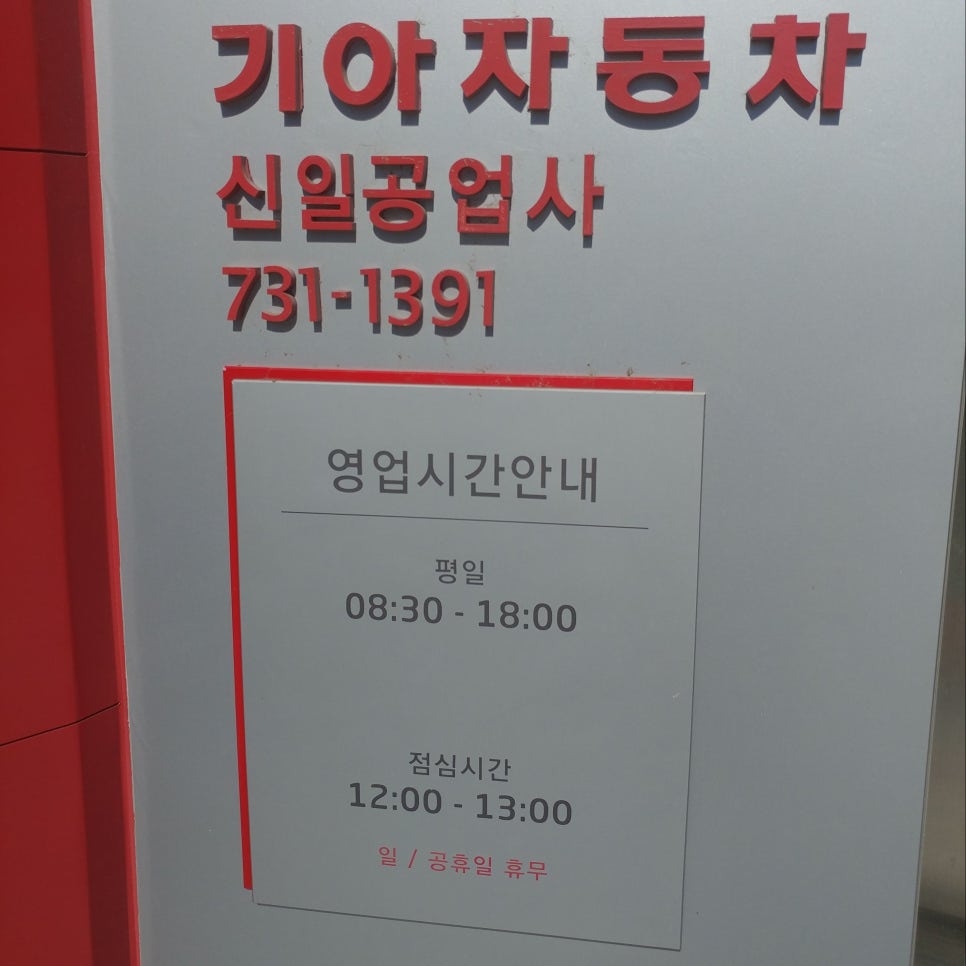 기아자동차
신일공업사
731-1391
영업시간안내
평일
08:30 - 18:00
점심시간
12:00 - 13:00
일 / 공휴일 휴무